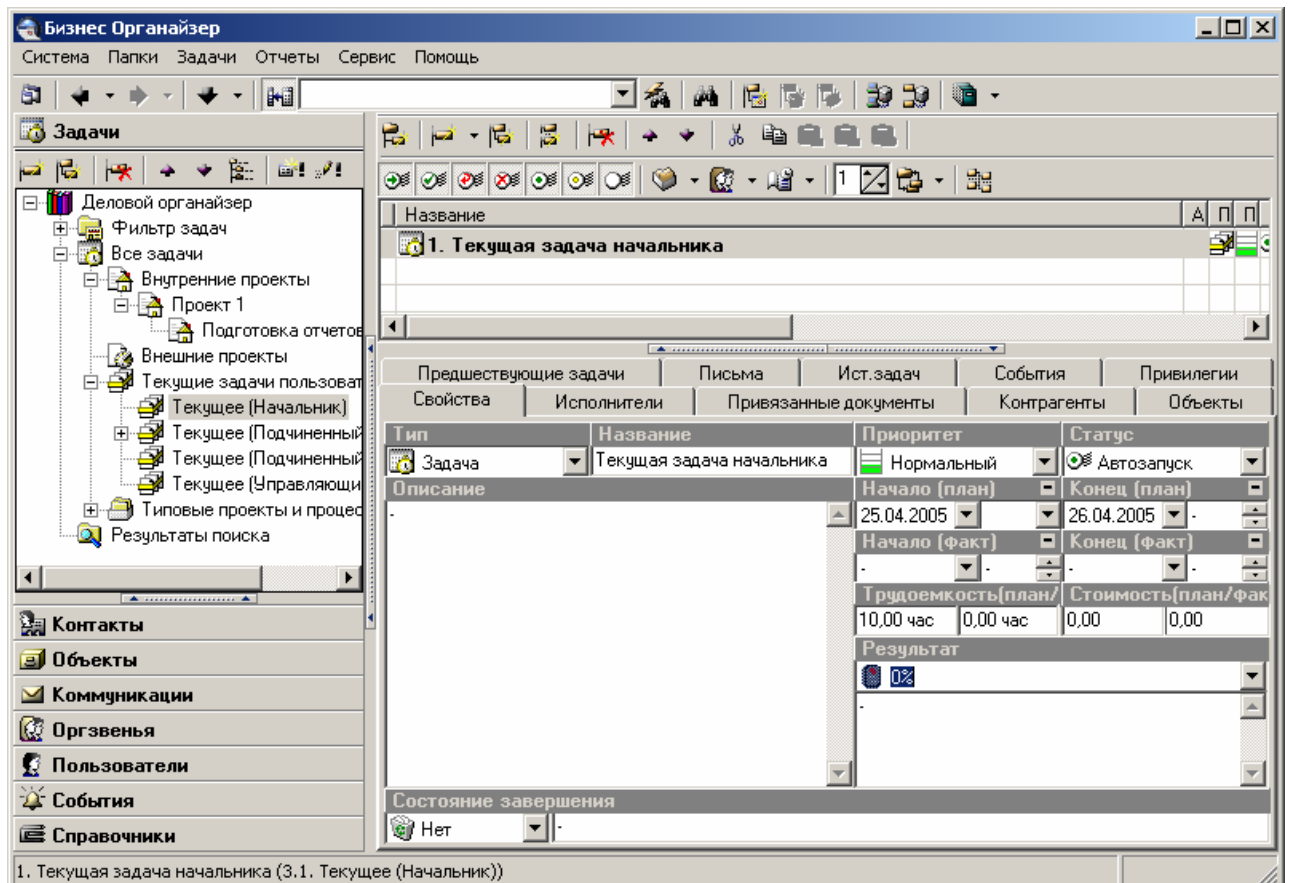 Бизнес Органайзер
Система Папки Задачи Отчеты Сервис Помощь
Задачи
Деловой органайзер
Фильтр задач
Все задачи
Внутренние проекты
Проект 1
Подготовка отчетов
Внешние проекты
Текущие задачи пользоват
Текущее (Начальник)
Текущее (Подчиненный
Текущее (Подчиненный
Текущее (Управляющи
Типовые проекты и процес
Результаты поиска
Контакты
Объекты
Коммуникации
Оргзвенья
Пользователи
События
Справочники
1
Название А П П
1. Текущая задача начальника
Предшествующие задачи Письма Ист.задач События Привилегии
Свойства Исполнители Привязанные документы Контрагенты Объекты
Тип Название Приоритет Статус
Задача Текущая задача начальника Нормальный Автозапуск
Описание Начало (план) Конец (план)
- 25.04.2005 26.04.2005 -
Начало (факт) Конец (факт)
- - - -
Трудоемкость(план/ Стоимость(план/фак
10,00 час 0,00 час 0,00 0,00
Результат
0%
-
Состояние завершения
Нет -
1. Текущая задача начальника (3.1. Текущее (Начальник))